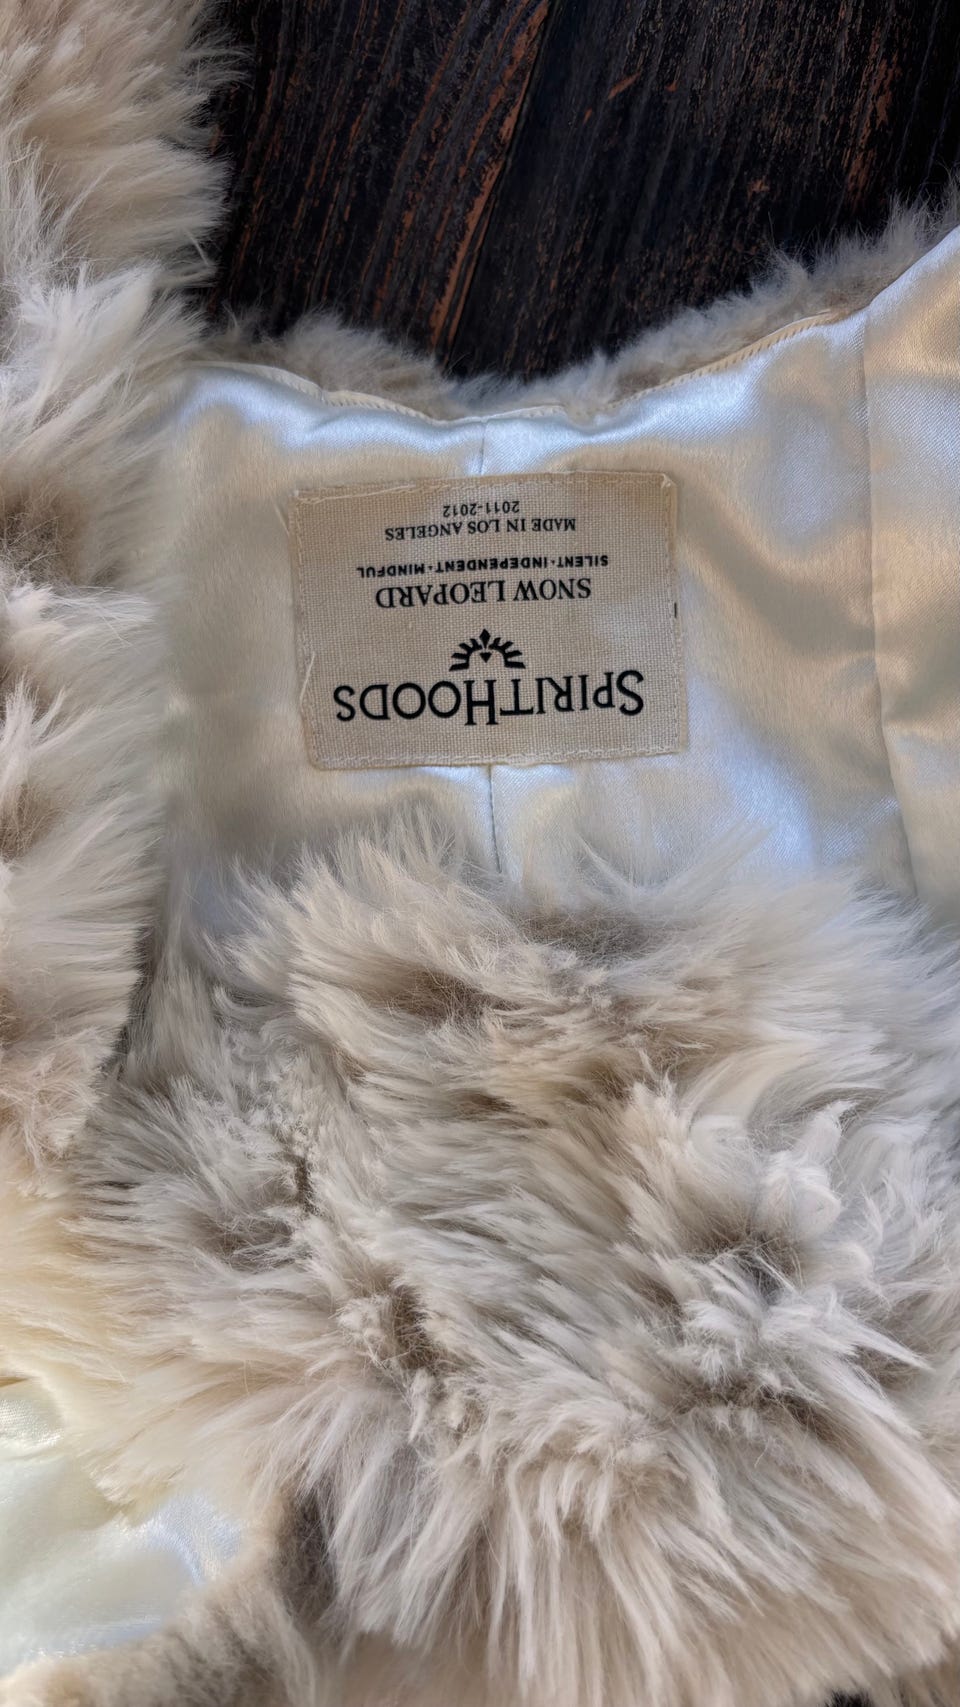 SPIRITHOODS
SNOW LEOPARD
SILENT·INDEPENDENT·MINDFUL
MADE IN LOS ANGELES
2011-2012